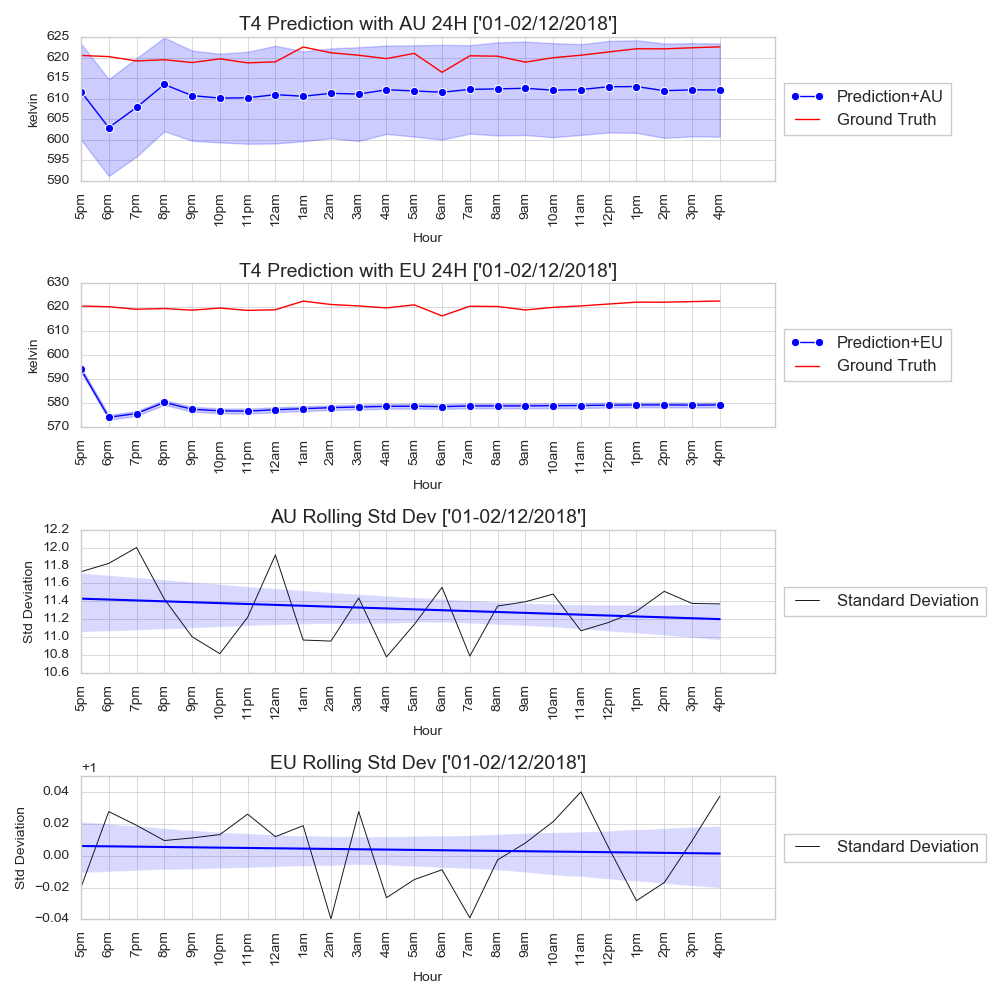 T4 Prediction with AU 24H ['01-02/12/2018']
625
620
615
610
605
600
595
590
kelvin
5pm 6pm 7pm 8pm 9pm 10pm 11pm 12am 1am 2am 3am 4am 5am 6am 7am 8am 9am 10am 11am 12pm 1pm 2pm 3pm 4pm
Hour
Prediction+AU
Ground Truth
T4 Prediction with EU 24H ['01-02/12/2018']
630
620
610
600
590
580
570
kelvin
5pm 6pm 7pm 8pm 9pm 10pm 11pm 12am 1am 2am 3am 4am 5am 6am 7am 8am 9am 10am 11am 12pm 1pm 2pm 3pm 4pm
Hour
Prediction+EU
Ground Truth
AU Rolling Std Dev ['01-02/12/2018']
12.2
12.0
11.8
11.6
11.4
11.2
11.0
10.8
10.6
Std Deviation
5pm 6pm 7pm 8pm 9pm 10pm 11pm 12am 1am 2am 3am 4am 5am 6am 7am 8am 9am 10am 11am 12pm 1pm 2pm 3pm 4pm
Hour
Standard Deviation
EU Rolling Std Dev ['01-02/12/2018']
+1
0.04
0.02
0.00
−0.02
−0.04
Std Deviation
5pm 6pm 7pm 8pm 9pm 10pm 11pm 12am 1am 2am 3am 4am 5am 6am 7am 8am 9am 10am 11am 12pm 1pm 2pm 3pm 4pm
Hour
Standard Deviation